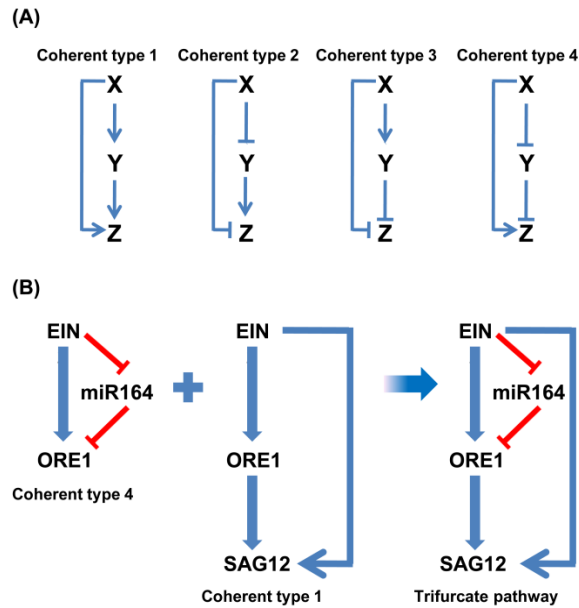 (A)
Coherent type 1 Coherent type 2 Coherent type 3 Coherent type 4
X X X X
Y Y Y Y
Z Z Z Z
(B)
EIN EIN EIN
miR164 miR164
ORE1 ORE1 ORE1
Coherent type 4
SAG12 SAG12
Coherent type 1 Trifurcate pathway